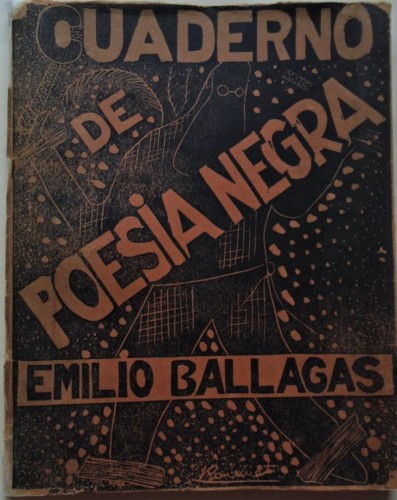 CUADERNO
DE
POESiA NEGRA
EMILIO BALLAGAS